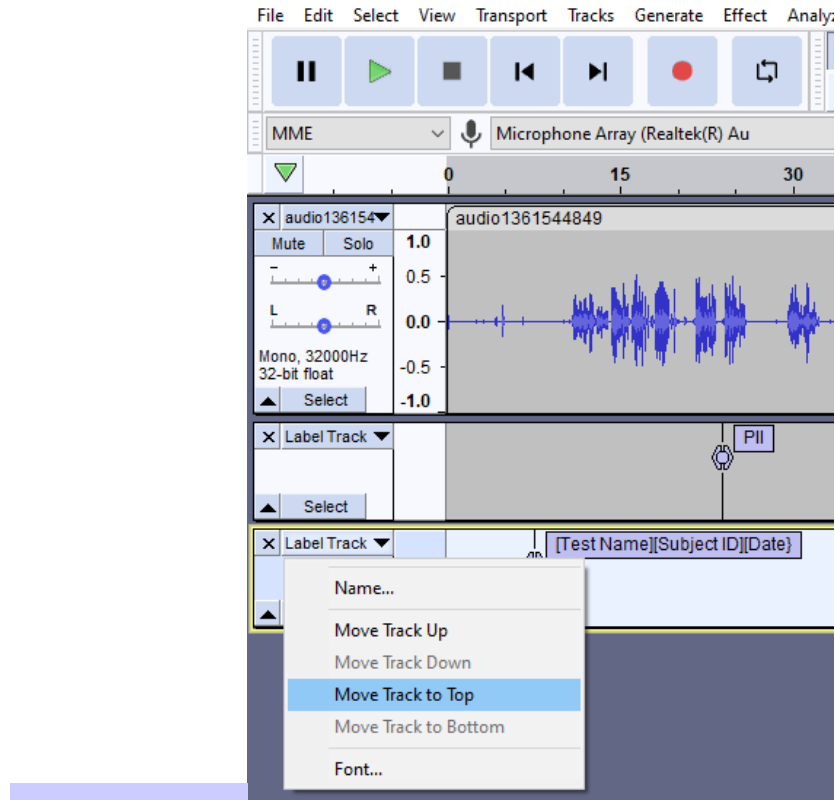 File Edit Select View Transport Tracks Generate Effect Analyz
MME
Microphone Array (Realtek(R) Au
0 15 30
audio136154
audio1361544849
Mute Solo
1.0
- +
0.5
L R
0.0
Mono, 32000Hz
32-bit float
-0.5
Select
-1.0
Label Track
PII
Select
Label Track
[Test Name][Subject ID][Date}
Name...
Move Track Up
Move Track Down
Move Track to Top
Move Track to Bottom
Font...